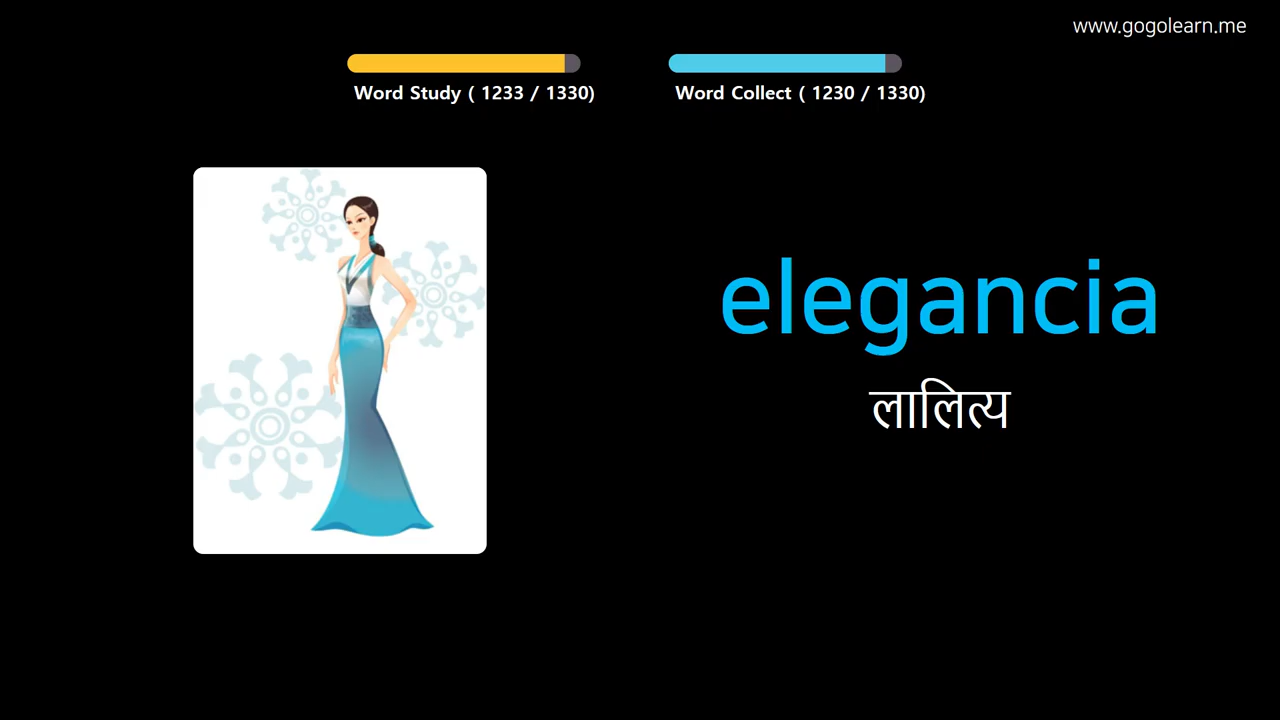 www.gogolearn.me
Word Study ( 1233 / 1330)
Word Collect ( 1230 / 1330)
elegancia
लालित्य